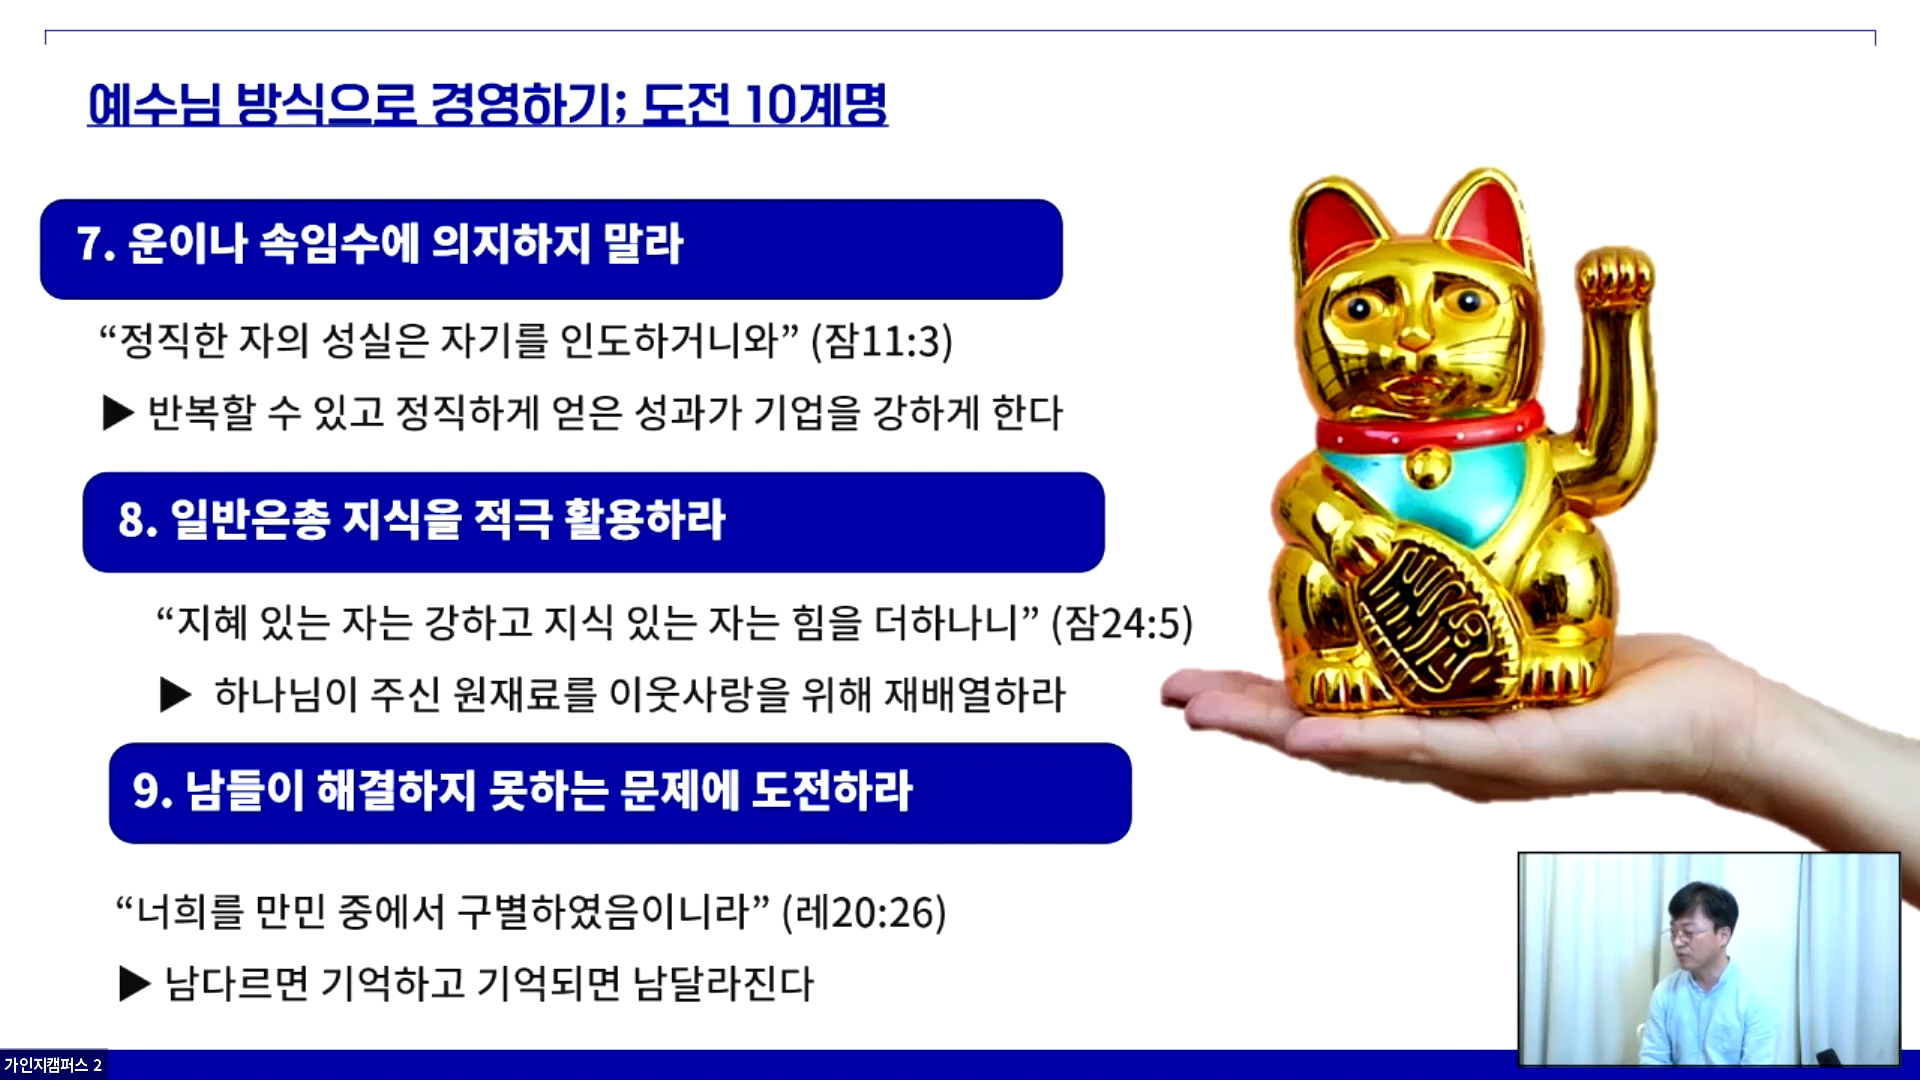 예수님 방식으로 경영하기; 도전 10계명
7. 운이나 속임수에 의지하지 말라
“정직한 자의 성실은 자기를 인도하거니와” (잠11:3)
▶ 반복할 수 있고 정직하게 얻은 성과가 기업을 강하게 한다
8. 일반은총 지식을 적극 활용하라
“지혜 있는 자는 강하고 지식 있는 자는 힘을 더하나니” (잠24:5)
▶ 하나님이 주신 원재료를 이웃사랑을 위해 재배열하라
9. 남들이 해결하지 못하는 문제에 도전하라
“너희를 만민 중에서 구별하였음이니라” (레20:26)
▶ 남다르면 기억하고 기억되면 남달라진다
가인지캠퍼스 2